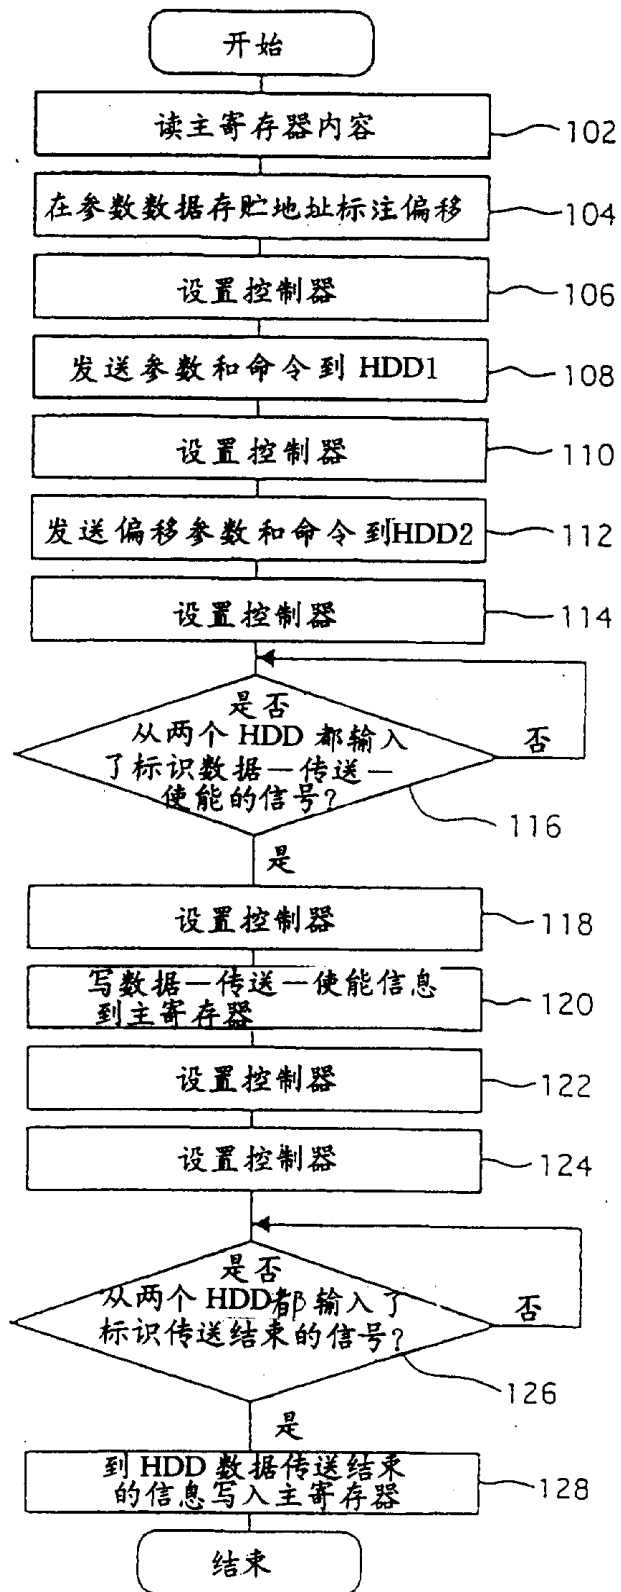 开始
读主寄存器内容
102
在参数数据存贮地址标注偏移
104
设置控制器
106
发送参数和命令到 HDD1
108
设置控制器
110
发送偏移参数和命令到HDD2
112
设置控制器
114
是否
从两个 HDD 都输入
了标识数据—传送—
使能的信号?
否
116
是
设置控制器
118
写数据—传送—使能信息
到主寄存器
120
设置控制器
122
设置控制器
124
是否
从两个 HDD都输入了
标识传送结束的信号?
否
126
是
到 HDD 数据传送结束
的信息写入主寄存器
128
结束